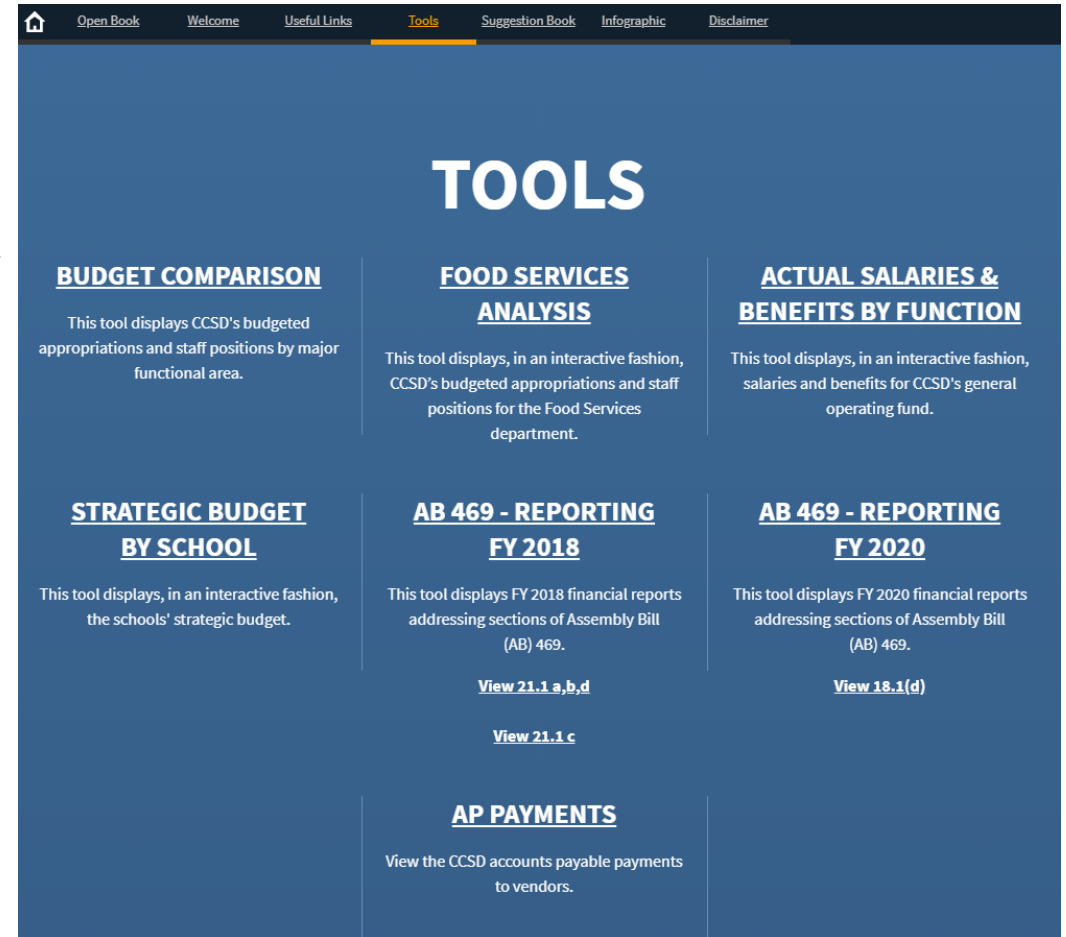 Open Book Welcome Useful Links Tools Suggestion Book Infographic Disclaimer
TOOLS
BUDGET COMPARISON
This tool displays CCSD's budgeted
appropriations and staff positions by major
functional area.
FOOD SERVICES
ANALYSIS
This tool displays, in an interactive fashion,
CCSD’s budgeted appropriations and staff
positions for the Food Services
department.
ACTUAL SALARIES &
BENEFITS BY FUNCTION
This tool displays, in an interactive fashion,
salaries and benefits for CCSD's general
operating fund.
STRATEGIC BUDGET
BY SCHOOL
This tool displays, in an interactive fashion,
the schools' strategic budget.
AB 469 - REPORTING
FY 2018
This tool displays FY 2018 financial reports
addressing sections of Assembly Bill
(AB) 469.
View 21.1 a,b,d
View 21.1 c
AB 469 - REPORTING
FY 2020
This tool displays FY 2020 financial reports
addressing sections of Assembly Bill
(AB) 469.
View 18.1(d)
AP PAYMENTS
View the CCSD accounts payable payments
to vendors.